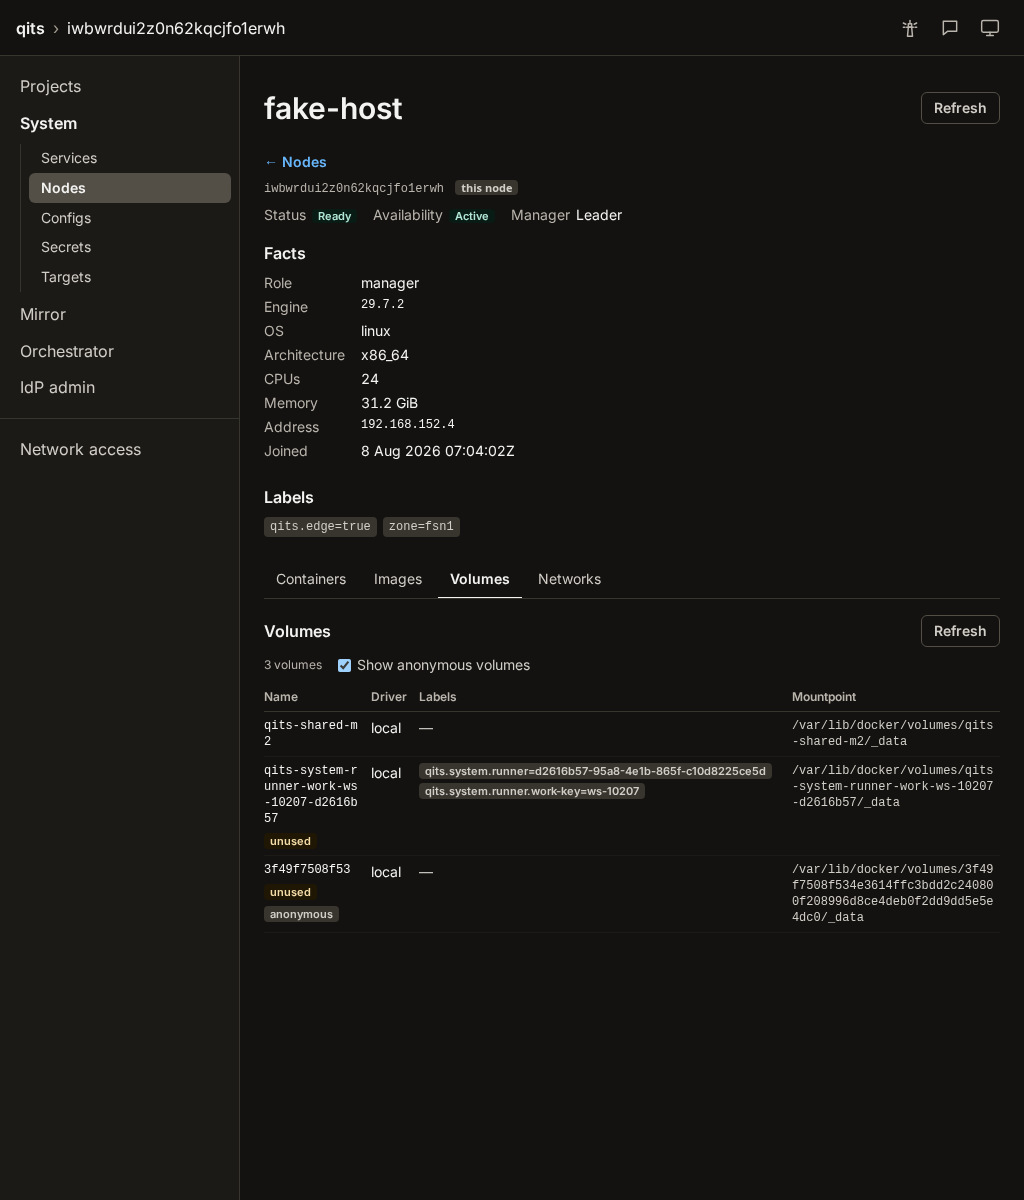 qits › iwbwrdui2z0n62kqcjfo1erwh
Projects
System
Services
Nodes
Configs
Secrets
Targets
Mirror
Orchestrator
IdP admin
Network access
fake-host
Refresh
← Nodes
iwbwrdui2z0n62kqcjfo1erwh this node
Status Ready Availability Active Manager Leader
Facts
Role manager
Engine 29.7.2
OS linux
Architecture x86_64
CPUs 24
Memory 31.2 GiB
Address 192.168.152.4
Joined 8 Aug 2026 07:04:02Z
Labels
qits.edge=true zone=fsn1
Containers Images Volumes Networks
Volumes
Refresh
3 volumes Show anonymous volumes
Name Driver Labels Mountpoint
qits-shared-m
2
local
—
/var/lib/docker/volumes/qits
-shared-m2/_data
qits-system-r
unner-work-ws
-10207-d2616b
57
unused
local
qits.system.runner=d2616b57-95a8-4e1b-865f-c10d8225ce5d
qits.system.runner.work-key=ws-10207
/var/lib/docker/volumes/qits
-system-runner-work-ws-10207
-d2616b57/_data
3f49f7508f53
unused
anonymous
local
—
/var/lib/docker/volumes/3f49
f7508f534e3614ffc3bdd2c24080
0f208996d8ce4deb0f2dd9dd5e5e
4dc0/_data